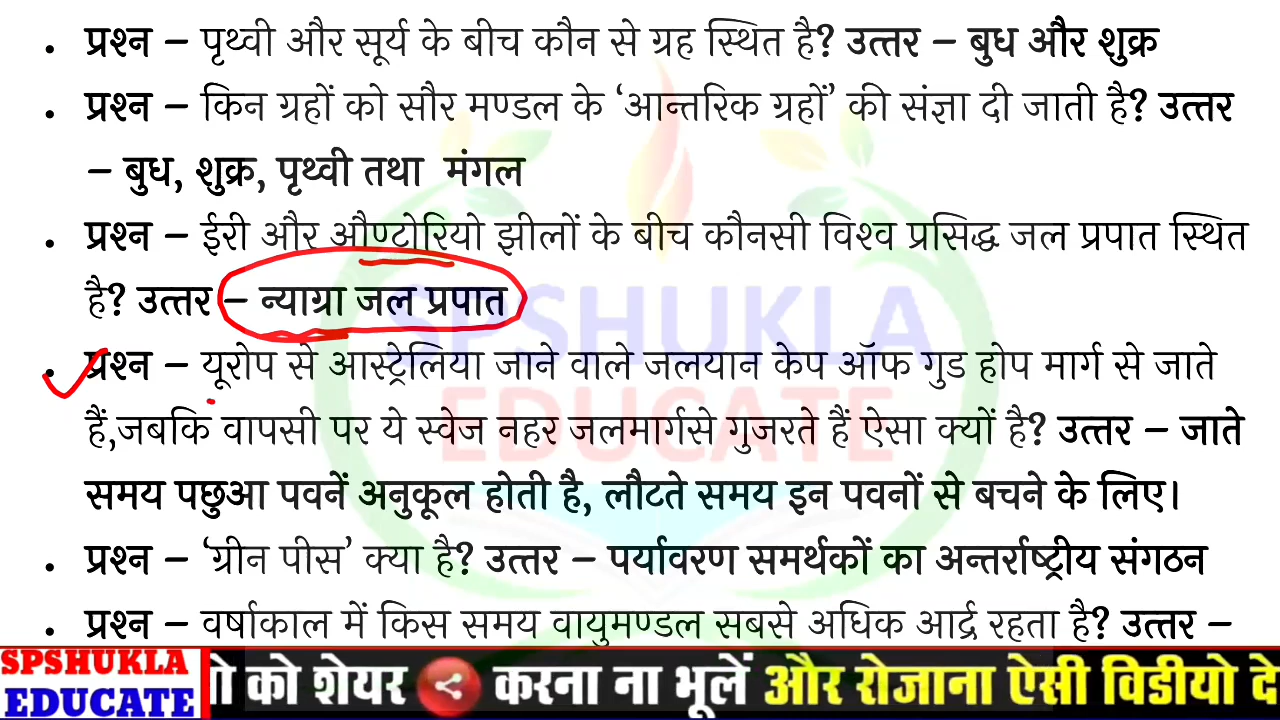 • प्रश्न – पृथ्वी और सूर्य के बीच कौन से ग्रह स्थित है? उत्तर – बुध और शुक्र
• प्रश्न – किन ग्रहों को सौर मण्डल के ‘आन्तरिक ग्रहों’ की संज्ञा दी जाती है? उत्तर
– बुध, शुक्र, पृथ्वी तथा मंगल
• प्रश्न – ईरी और औण्टोरियो झीलों के बीच कौनसी विश्व प्रसिद्ध जल प्रपात स्थित
है? उत्तर – न्याग्रा जल प्रपात
SPSHUKLA
• प्रश्न – यूरोप से आस्ट्रेलिया जाने वाले जलयान केप ऑफ गुड होप मार्ग से जाते
EDUCATE
हैं,जबकि वापसी पर ये स्वेज नहर जलमार्गसे गुजरते हैं ऐसा क्यों है? उत्तर – जाते
समय पछुआ पवनें अनुकूल होती है, लौटते समय इन पवनों से बचने के लिए।
• प्रश्न – ‘ग्रीन पीस’ क्या है? उत्तर – पर्यावरण समर्थकों का अन्तर्राष्ट्रीय संगठन
• प्रश्न – वर्षाकाल में किस समय वायुमण्डल सबसे अधिक आर्द्र रहता है? उत्तर –
SPSHUKLA
EDUCATE
को शेयर करना ना भूलें और रोजाना ऐसी विडीयो